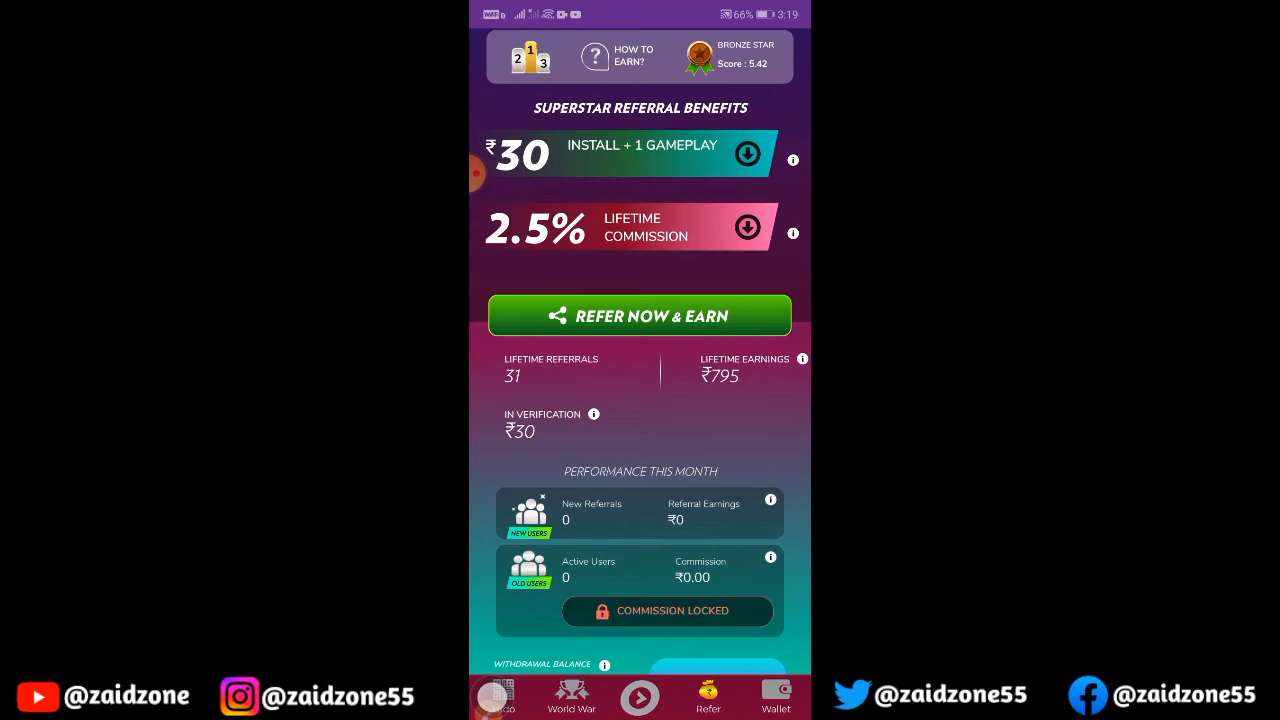 66% 3:19
2 1 3
HOW TO
EARN?
BRONZE STAR
Score : 5.42
SUPERSTAR REFERRAL BENEFITS
₹30 INSTALL + 1 GAMEPLAY
2.5% LIFETIME
COMMISSION
REFER NOW & EARN
LIFETIME REFERRALS
31
LIFETIME EARNINGS
₹795
IN VERIFICATION
₹30
PERFORMANCE THIS MONTH
New Referrals
0
Referral Earnings
₹0
NEW USERS
Active Users
0
Commission
₹0.00
OLD USERS
COMMISSION LOCKED
WITHDRAWAL BALANCE
World War
Refer
Wallet
@zaidzone
@zaidzone55
@zaidzone55
@zaidzone55